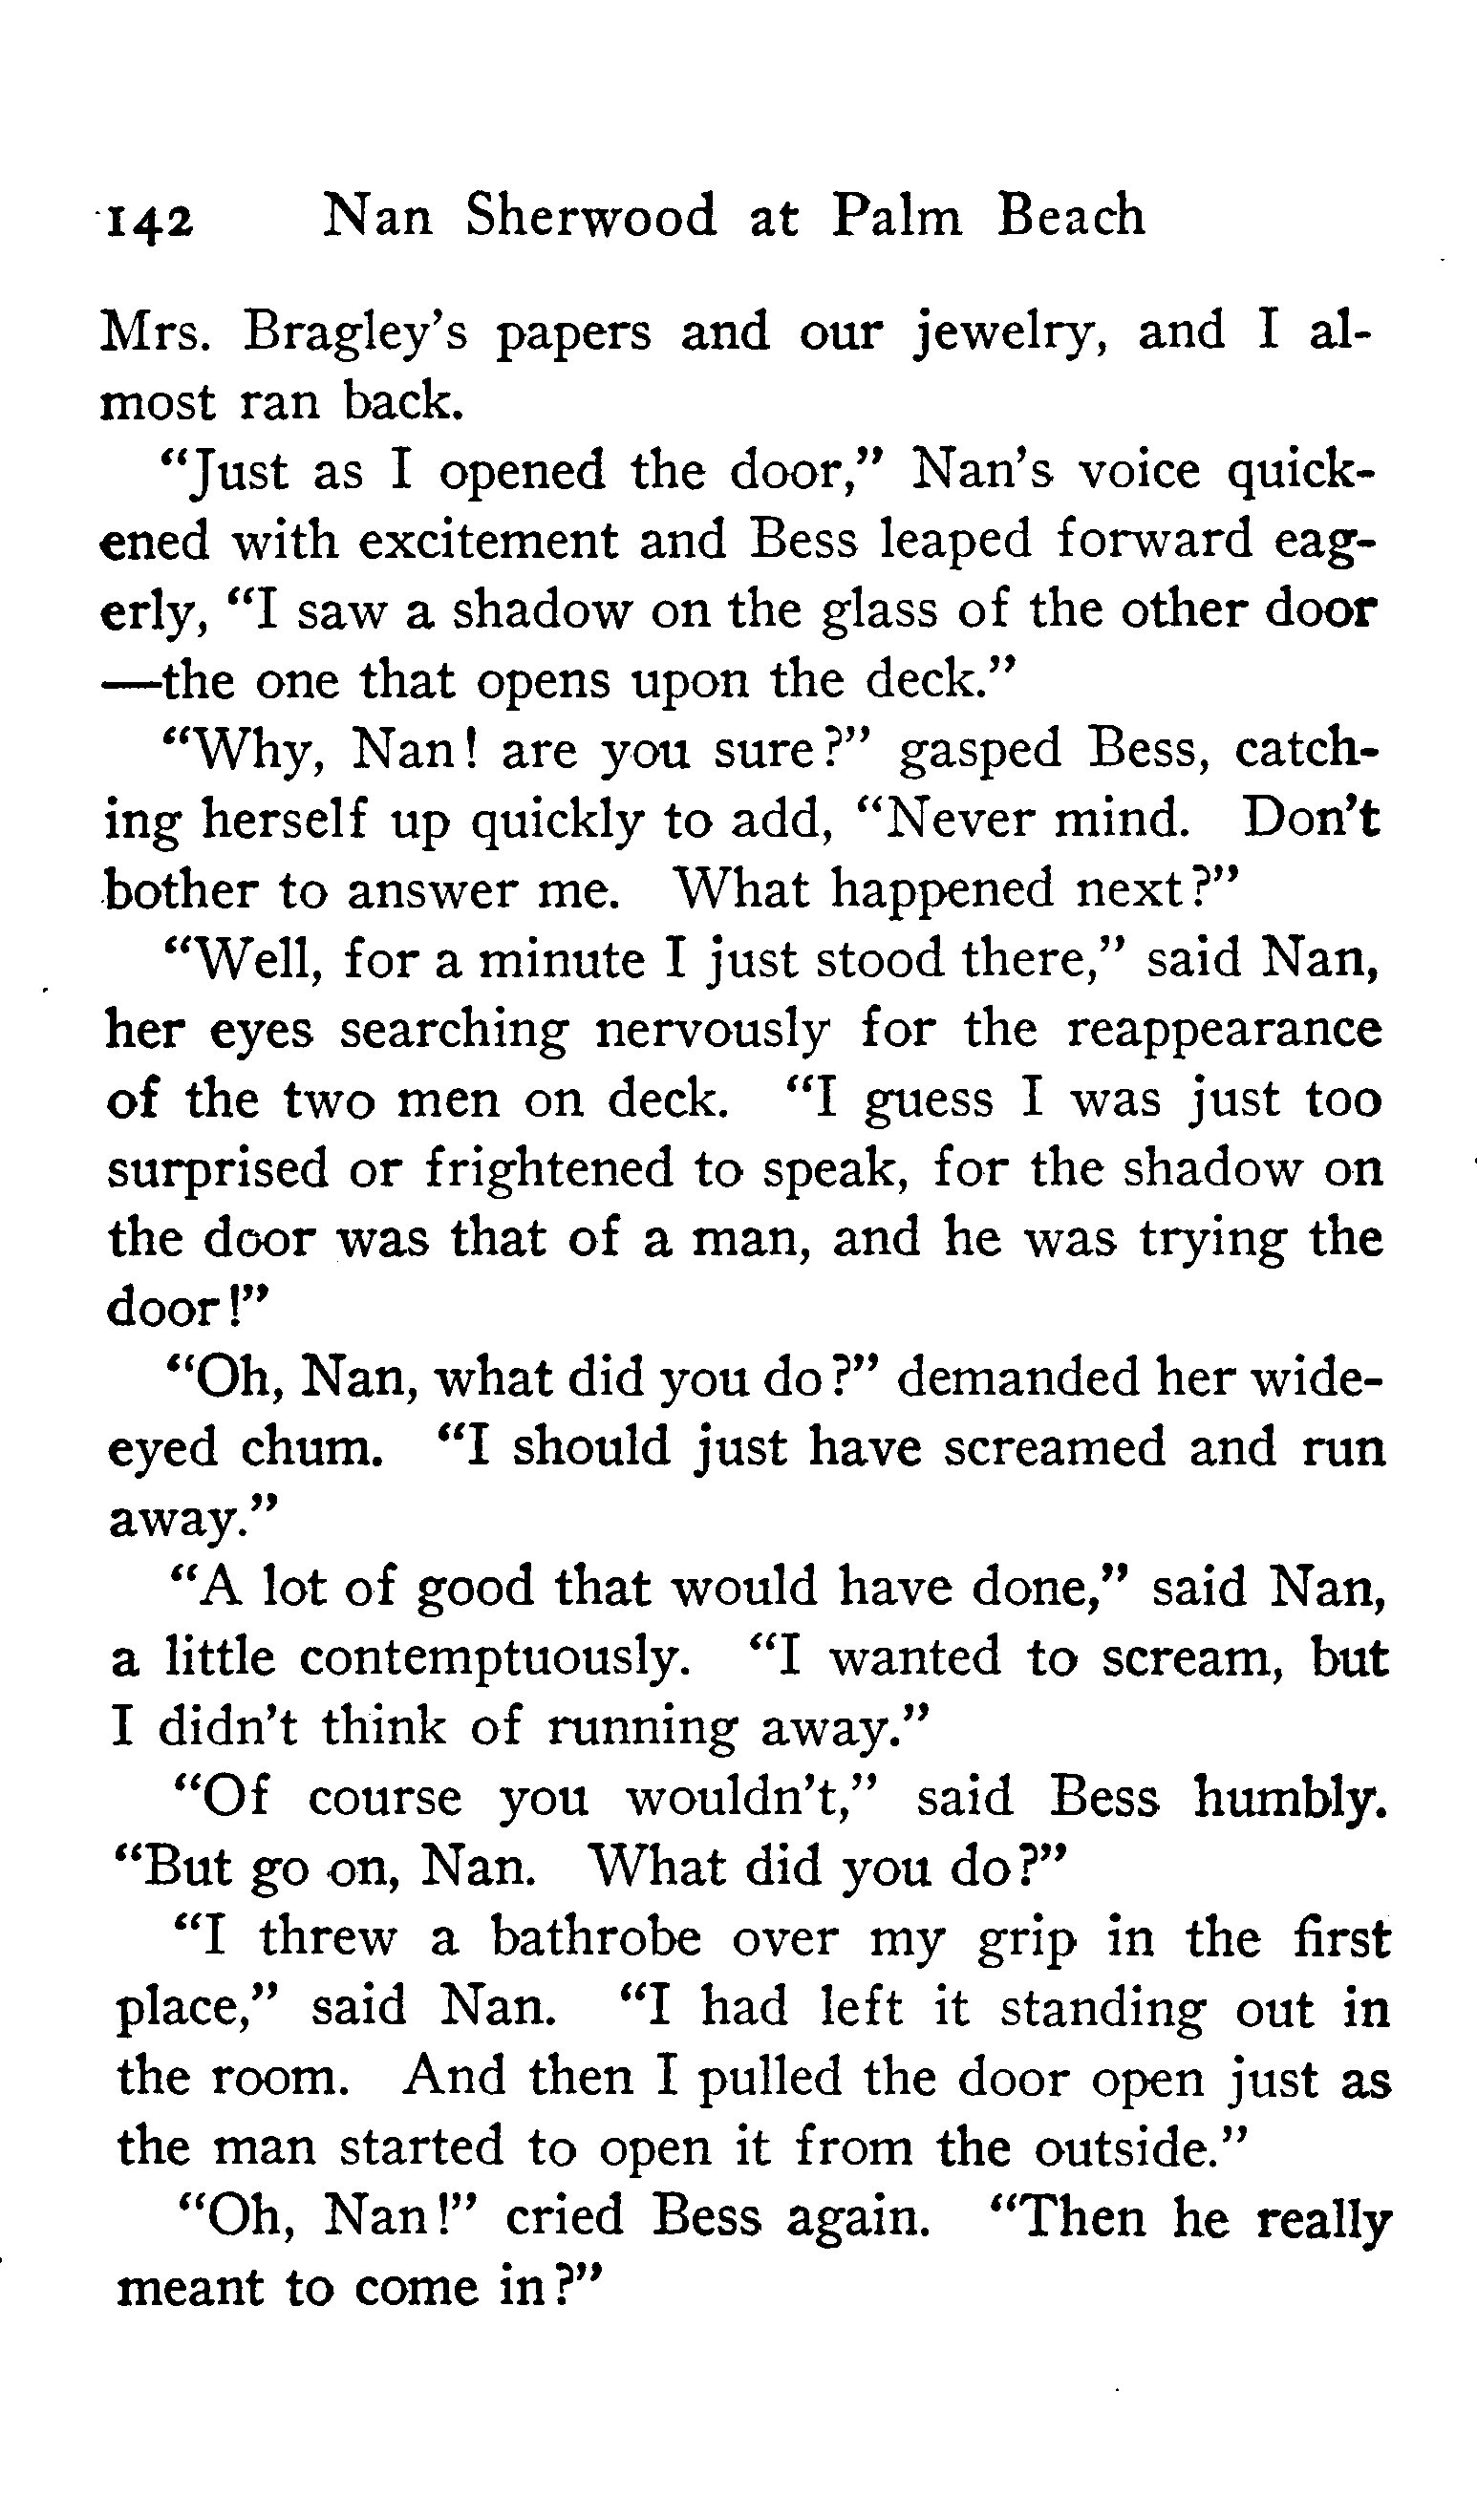 142 Nan Sherwood at Palm Beach
Mrs. Bragley's papers and our jewelry, and I al-
most ran back.
"Just as I opened the door," Nan's voice quick-
ened with excitement and Bess leaped forward eag-
erly, "I saw a shadow on the glass of the other door
—the one that opens upon the deck."
"Why, Nan! are you sure?" gasped Bess, catch-
ing herself up quickly to add, "Never mind. Don't
bother to answer me. What happened next?"
"Well, for a minute I just stood there," said Nan,
her eyes searching nervously for the reappearance
of the two men on deck. "I guess I was just too
surprised or frightened to speak, for the shadow on
the door was that of a man, and he was trying the
door!"
"Oh, Nan, what did you do?" demanded her wide-
eyed chum. "I should just have screamed and run
away."
"A lot of good that would have done," said Nan,
a little contemptuously. "I wanted to scream, but
I didn't think of running away."
"Of course you wouldn't," said Bess humbly.
"But go on, Nan. What did you do?"
"I threw a bathrobe over my grip in the first
place," said Nan. "I had left it standing out in
the room. And then I pulled the door open just as
the man started to open it from the outside."
"Oh, Nan!" cried Bess again. "Then he really
meant to come in?"